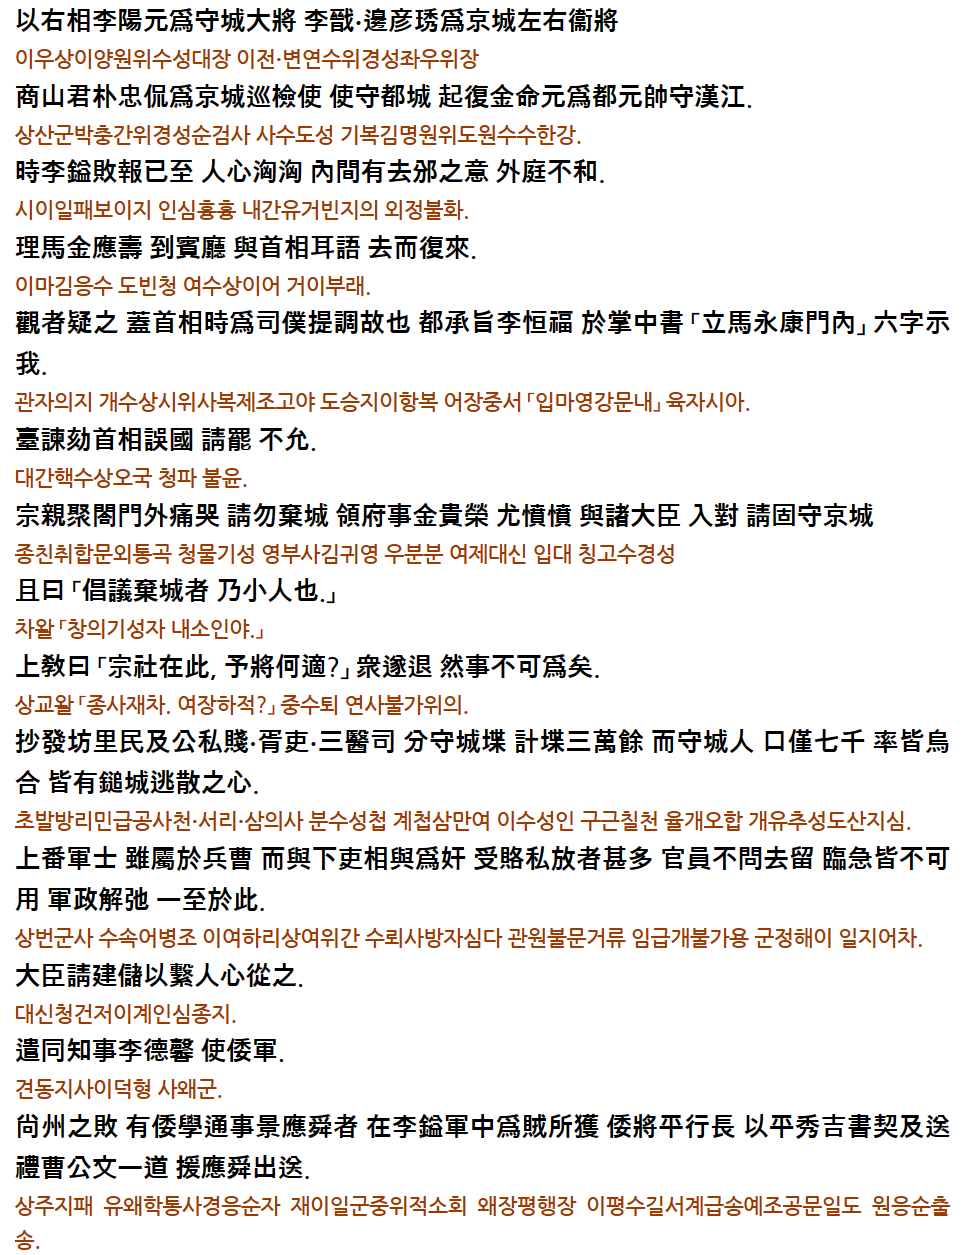 以右相李陽元爲守城大將 李戩·邊彦琇爲京城左右衞將
이우상이양원위수성대장 이전·변연수위경성좌우위장
商山君朴忠侃爲京城巡檢使 使守都城 起復金命元爲都元帥守漢江.
상산군박충간위경성순검사 사수도성 기복김명원위도원수수한강.
時李鎰敗報已至 人心洶洶 內間有去邠之意 外庭不和.
시이일패보이지 인심흉흉 내간유거빈지의 외정불화.
理馬金應壽 到賓廳 與首相耳語 去而復來.
이마김응수 도빈청 여수상이어 거이부래.
觀者疑之 蓋首相時爲司僕提調故也 都承旨李恒福 於掌中書「立馬永康門內」六字示
我.
관자의지 개수상시위사복제조고야 도승지이항복 어장중서「입마영강문내」육자시아.
臺諫劾首相誤國 請罷 不允.
대간핵수상오국 청파 불윤.
宗親聚閤門外痛哭 請勿棄城 領府事金貴榮 尤憤憤 與諸大臣 入對 請固守京城
종친취합문외통곡 청물기성 영부사김귀영 우분분 여제대신 입대 칭고수경성
且曰「倡議棄城者 乃小人也.」
차왈「창의기성자 내소인야.」
上敎曰「宗社在此, 予將何適?」衆遂退 然事不可爲矣.
상교왈「종사재차. 여장하적?」중수퇴 연사불가위의.
抄發坊里民及公私賤·胥吏·三醫司 分守城堞 計堞三萬餘 而守城人 口僅七千 率皆烏
合 皆有鎚城逃散之心.
초발방리민급공사천·서리·삼의사 분수성첩 계첩삼만여 이수성인 구근칠천 율개오합 개유추성도산지심.
上番軍士 雖屬於兵曹 而與下吏相與爲奸 受賂私放者甚多 官員不問去留 臨急皆不可
用 軍政解弛 一至於此.
상번군사 수속어병조 이여하리상여위간 수뢰사방자심다 관원불문거류 임급개불가용 군정해이 일지어차.
大臣請建儲以繫人心從之.
대신청건저이계인심종지.
遣同知事李德馨 使倭軍.
견동지사이덕형 사왜군.
尙州之敗 有倭學通事景應舜者 在李鎰軍中爲賊所獲 倭將平行長 以平秀吉書契及送
禮曹公文一道 援應舜出送.
상주지패 유왜학통사경응순자 재이일군중위적소회 왜장평행장 이평수길서계급송예조공문일도 원응순출
송.